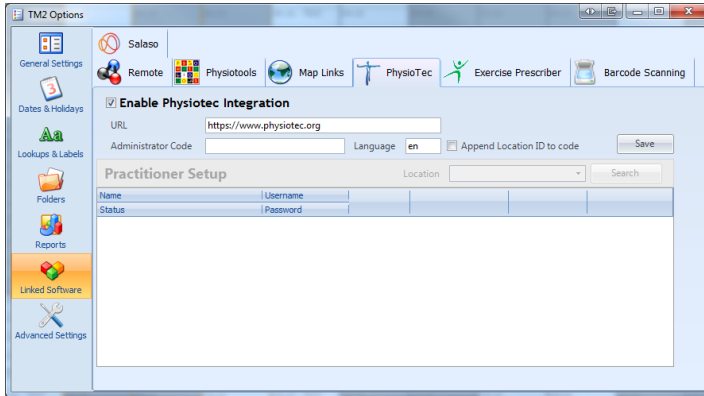 TM2 Options
General Settings
3
Dates & Holidays
Aa
Lookups & Labels
Folders
Reports
Linked Software
Advanced Settings
Salaso
Remote Physiotools Map Links PhysioTec Exercise Prescriber Barcode Scanning
Enable Physiotec Integration
URL https://www.physiotec.org
Administrator Code Language en Append Location ID to code Save
Practitioner Setup Location Search
Name Username
Status Password